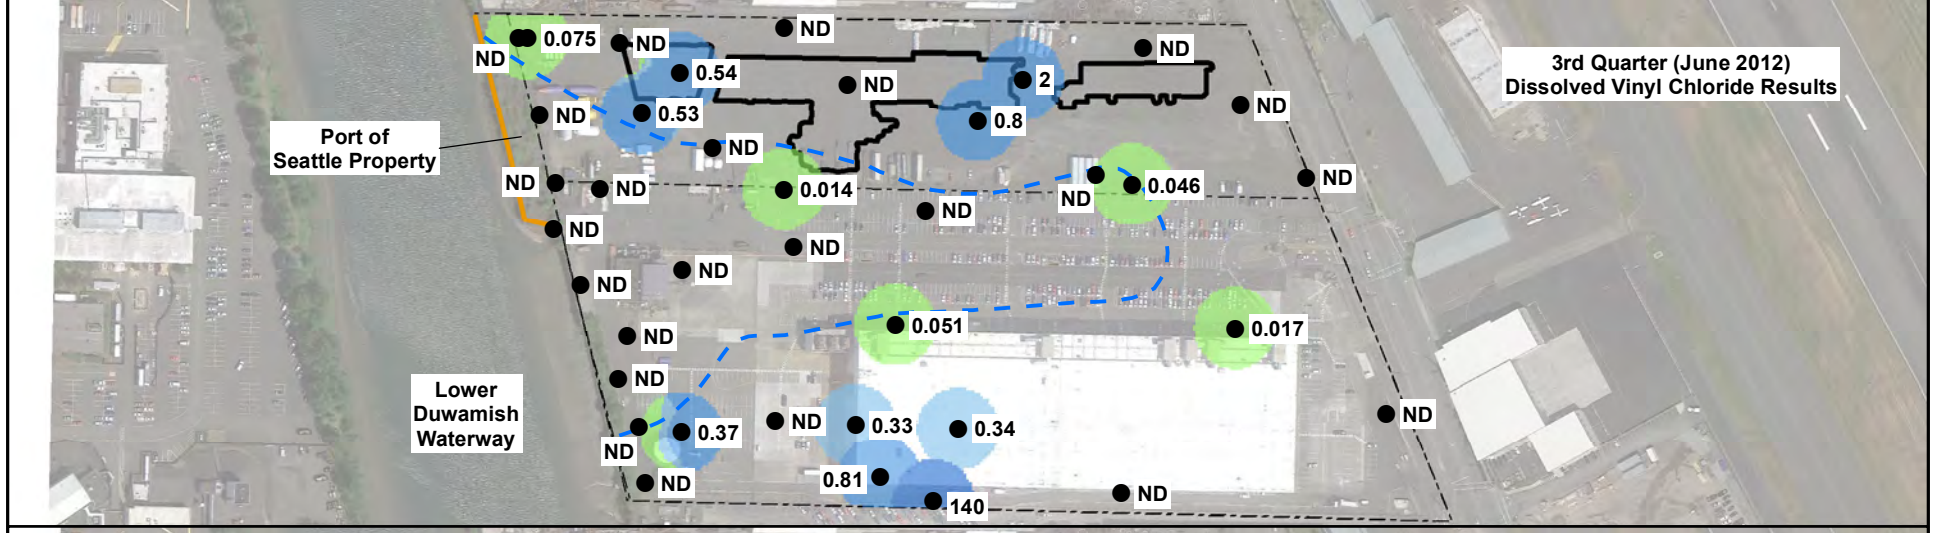 ND
ND
0.075
ND
ND
0.54
ND
2
3rd Quarter (June 2012)
Dissolved Vinyl Chloride Results
ND
0.53
ND
0.8
ND
Port of
Seattle Property
ND
ND
ND
0.014
ND
0.046
ND
ND
ND
ND
ND
ND
0.051
0.017
ND
ND
Lower
Duwamish
Waterway
0.37
ND
0.33
0.34
ND
ND
0.81
ND
140
ND